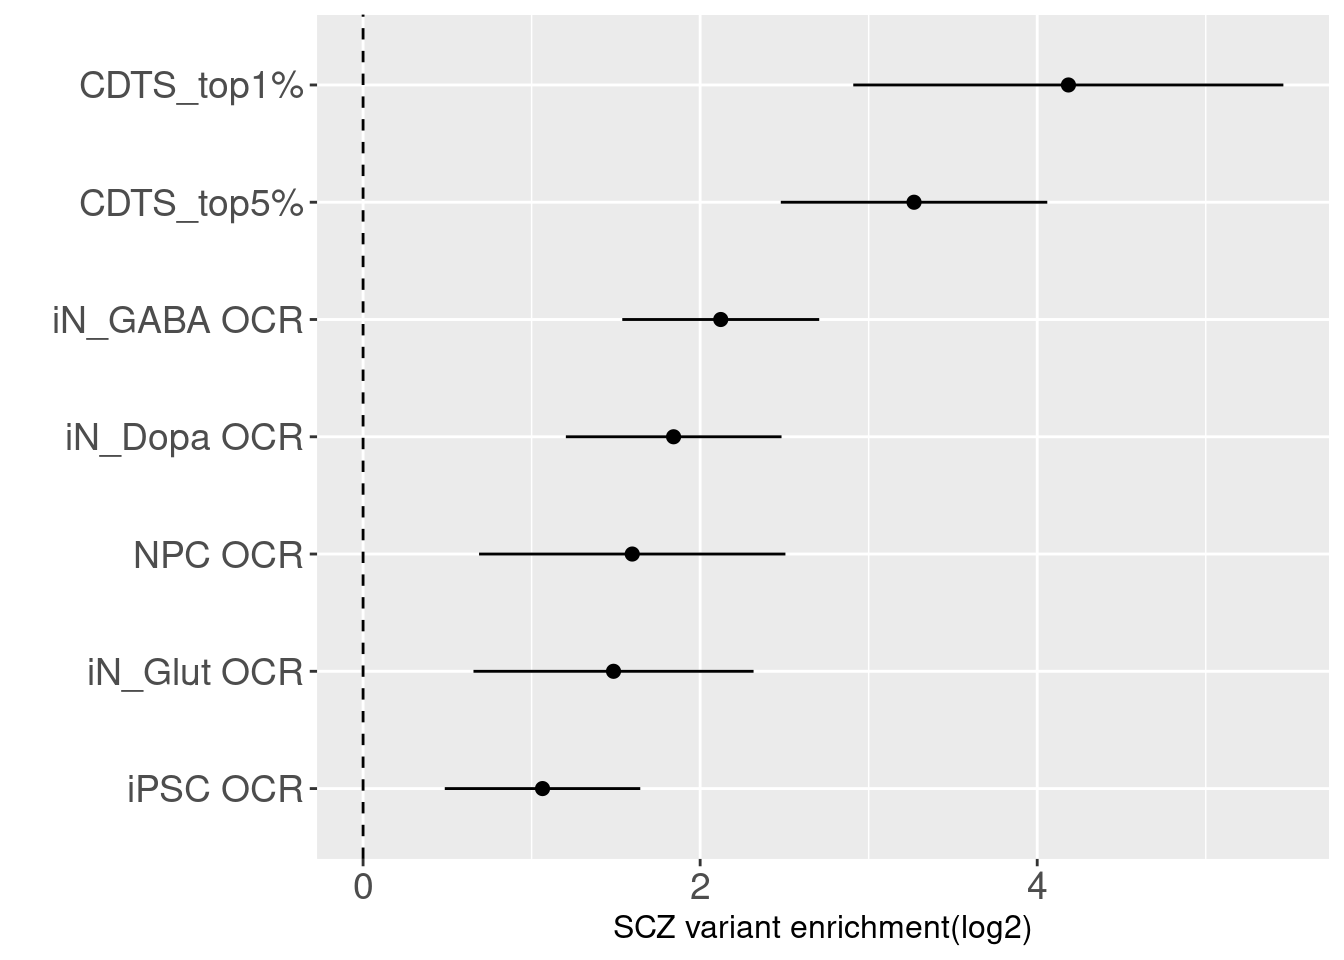 CDTS_top1%
CDTS_top5%
iN_GABA OCR
iN_Dopa OCR
NPC OCR
iN_Glut OCR
iPSC OCR
0 2 4
SCZ variant enrichment(log2)